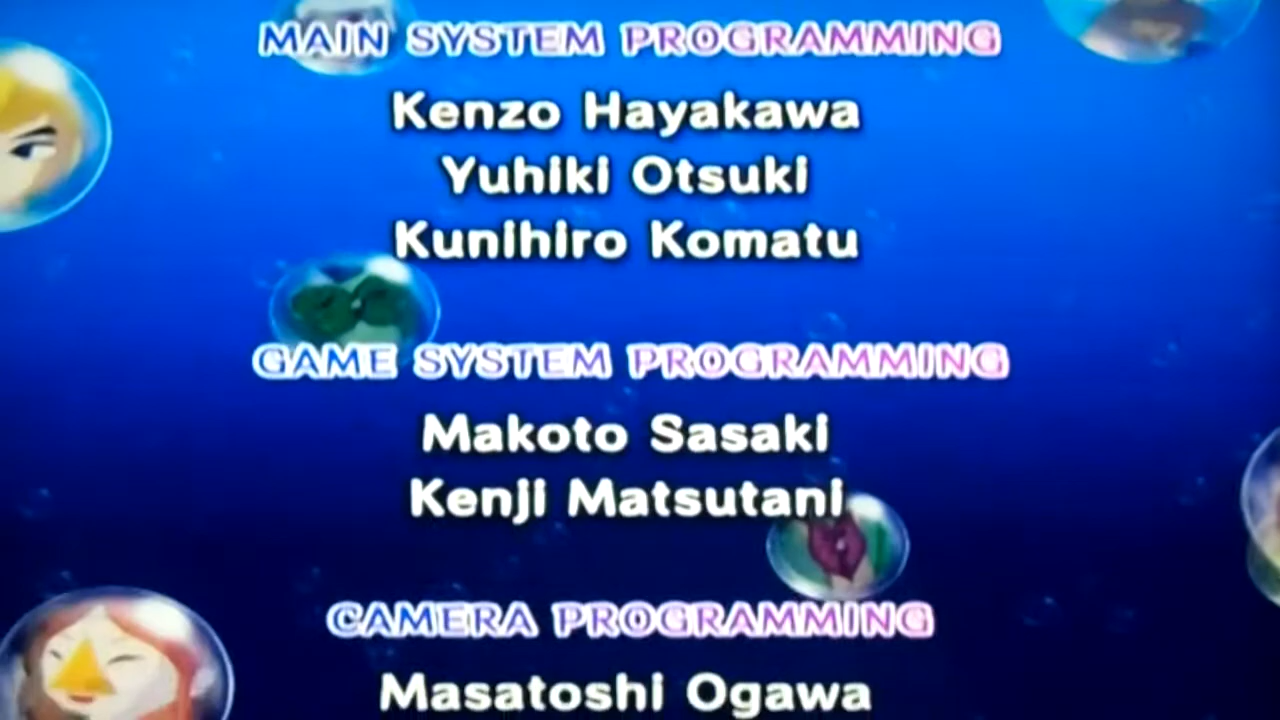 MAIN SYSTEM PROGRAMMING
Kenzo Hayakawa
Yuhiki Otsuki
Kunihiro Komatu
GAME SYSTEM PROGRAMMING
Makoto Sasaki
Kenji Matsutani
CAMERA PROGRAMMING
Masatoshi Ogawa